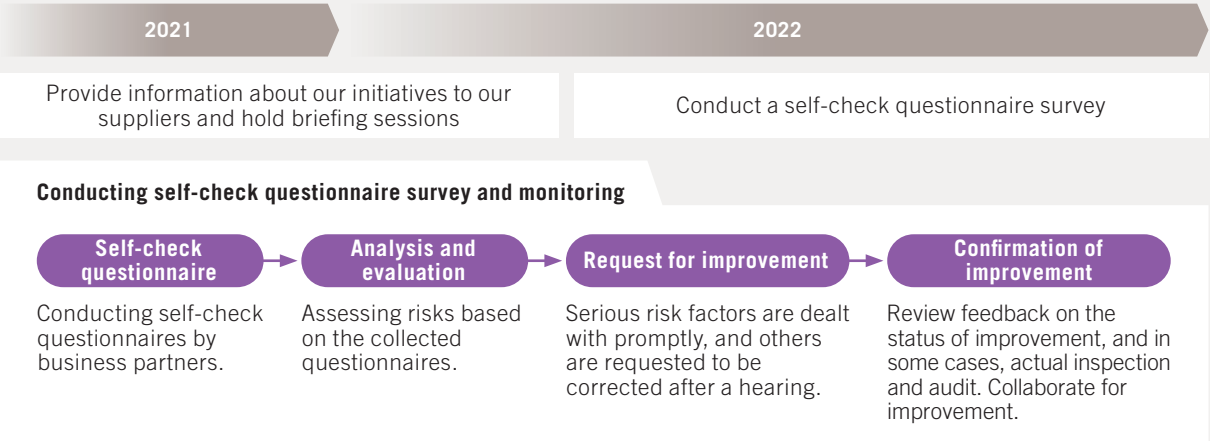 2021
2022
Provide information about our initiatives to our
suppliers and hold briefing sessions
Conduct a self-check questionnaire survey
Conducting self-check questionnaire survey and monitoring
Self-check
questionnaire
Conducting self-check
questionnaires by
business partners.
Analysis and
evaluation
Assessing risks based
on the collected
questionnaires.
Request for improvement
Serious risk factors are dealt
with promptly, and others
are requested to be
corrected after a hearing.
Confirmation of
improvement
Review feedback on the
status of improvement, and in
some cases, actual inspection
and audit. Collaborate for
improvement.